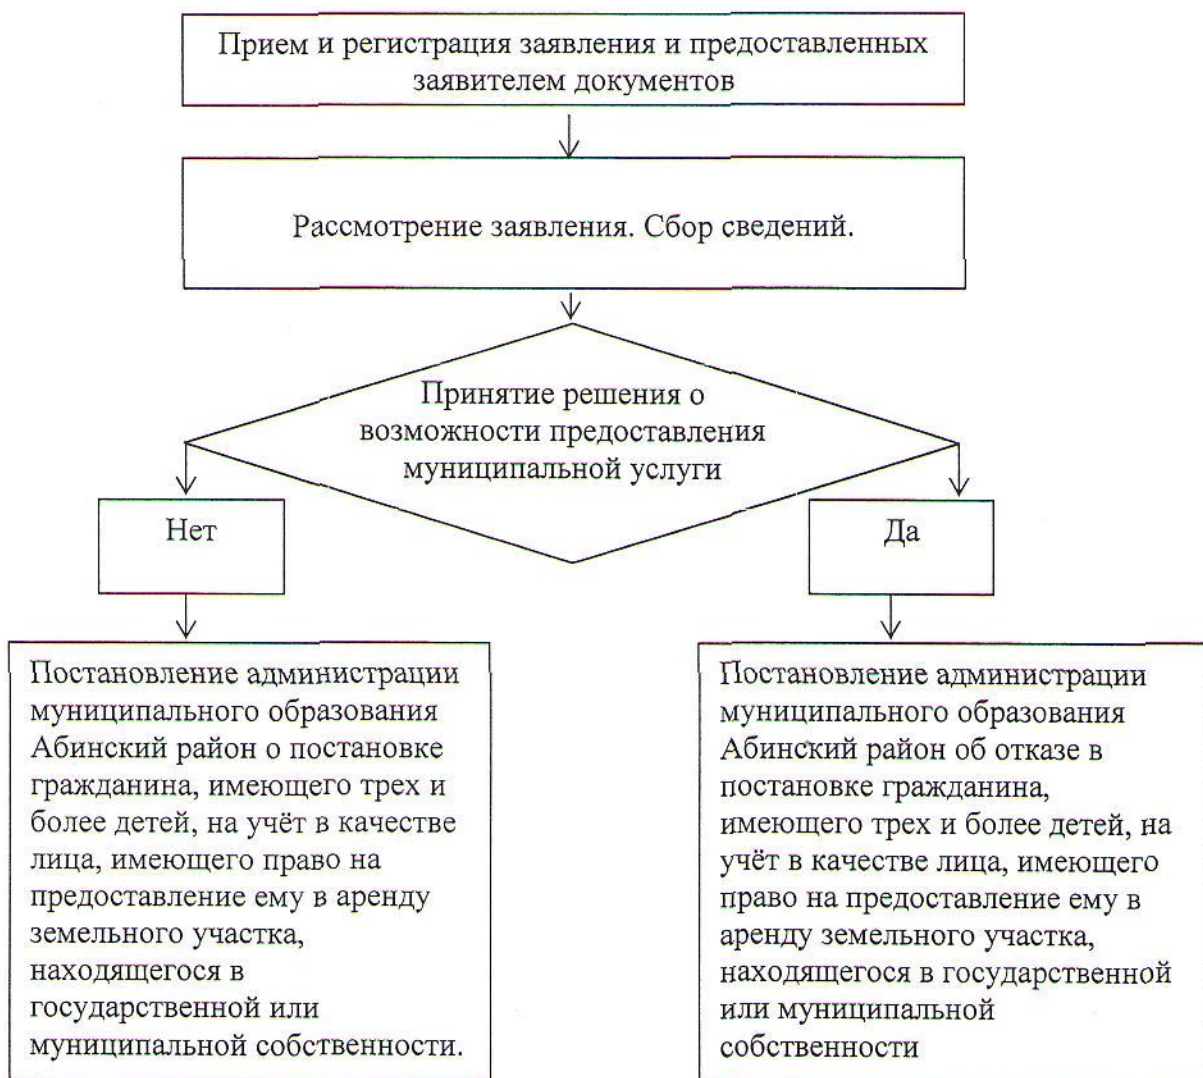 Прием и регистрация заявления и предоставленных
заявителем документов
Рассмотрение заявления. Сбор сведений.
Принятие решения о
возможности предоставления
муниципальной услуги
Нет
Да
Постановление администрации
муниципального образования
Абинский район о постановке
гражданина, имеющего трех и
более детей, на учёт в качестве
лица, имеющего право на
предоставление ему в аренду
земельного участка,
находящегося в
государственной или
муниципальной собственности.
Постановление администрации
муниципального образования
Абинский район об отказе в
постановке гражданина,
имеющего трех и более детей, на
учёт в качестве лица, имеющего
право на предоставление ему в
аренду земельного участка,
находящегося в государственной
или муниципальной
собственности